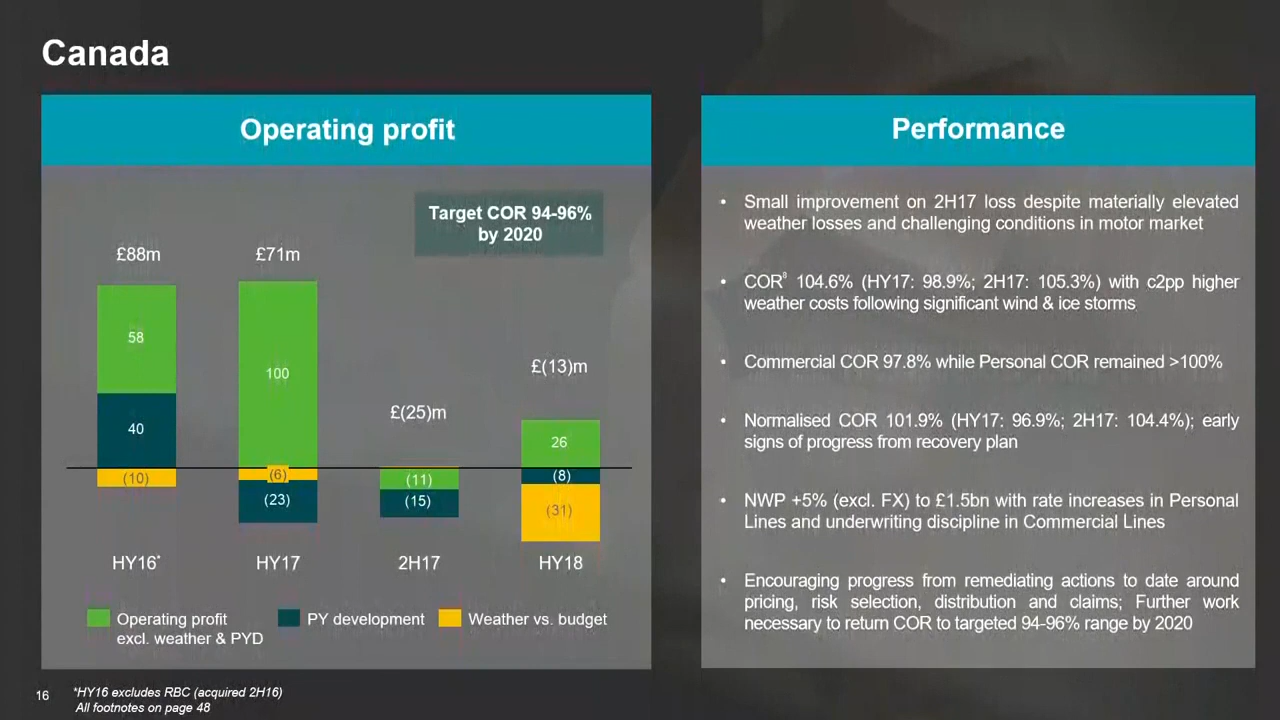 Canada
Operating profit
Target COR 94-96%
by 2020
£88m
£71m
£(25)m
£(13)m
58
40
(10)
100
(6)
(23)
(11)
(15)
26
(8)
(31)
HY16*
HY17
2H17
HY18
Operating profit
excl. weather & PYD
PY development
Weather vs. budget
Performance
• Small improvement on 2H17 loss despite materially elevated
weather losses and challenging conditions in motor market
• COR⁸ 104.6% (HY17: 98.9%; 2H17: 105.3%) with c2pp higher
weather costs following significant wind & ice storms
• Commercial COR 97.8% while Personal COR remained >100%
• Normalised COR 101.9% (HY17: 96.9%; 2H17: 104.4%); early
signs of progress from recovery plan
• NWP +5% (excl. FX) to £1.5bn with rate increases in Personal
Lines and underwriting discipline in Commercial Lines
• Encouraging progress from remediating actions to date around
pricing, risk selection, distribution and claims; Further work
necessary to return COR to targeted 94-96% range by 2020
16
*HY16 excludes RBC (acquired 2H16)
All footnotes on page 48